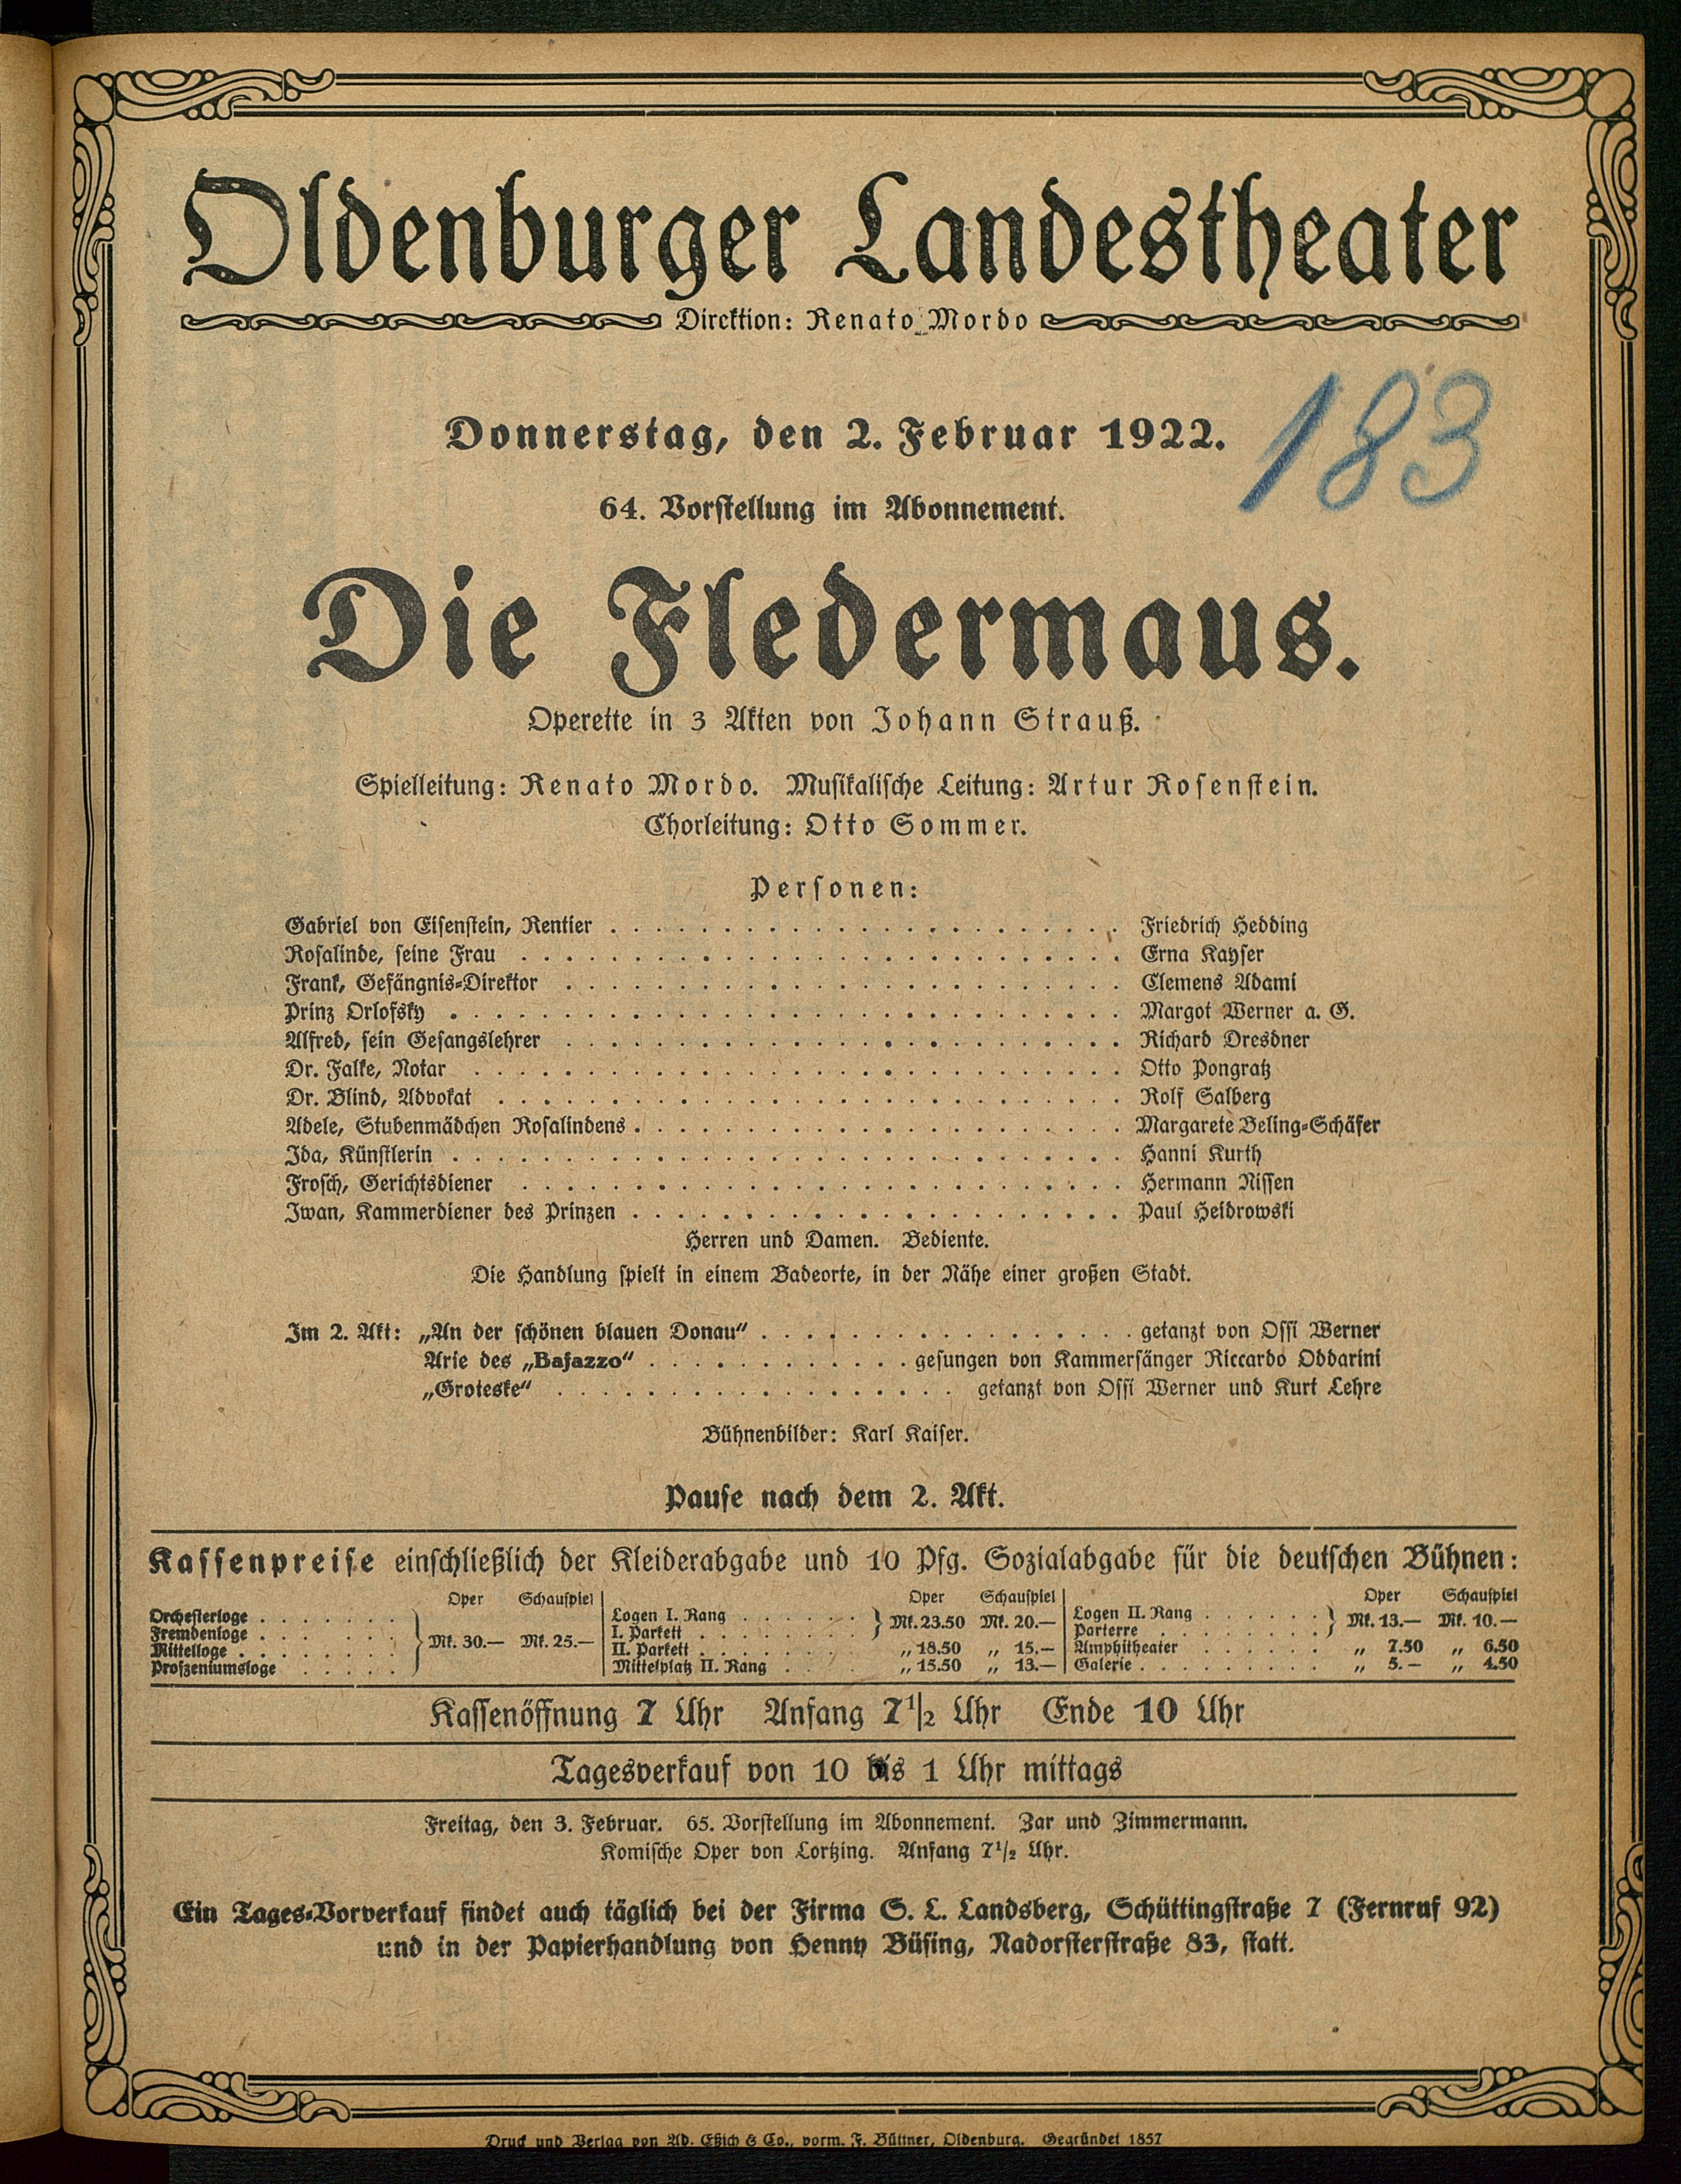 Oldenburger Landestheater
Direktion: Renato Mordo
183
Donnerstag, den 2. Februar 1922.
64. Vorstellung im Abonnement.
Die Fledermaus.
Operette in 3 Akten von Johann Strauß.
Spielleitung: Renato Mordo. Musikalische Leitung: Artur Rosenstein.
Chorleitung: Otto Sommer.
Personen:
Gabriel von Eisenstein, Rentier . . . . . Friedrich Hedding
Rosalinde, seine Frau . . . . . Erna Kayser
Frank, Gefängnis-Direktor . . . . . Clemens Adami
Prinz Orlofsky . . . . . Margot Werner a. G.
Alfred, sein Gesangslehrer . . . . . Richard Dresdner
Dr. Falke, Notar . . . . . Otto Pongratz
Dr. Blind, Advokat . . . . . Rolf Salberg
Adele, Stubenmädchen Rosalindens . . . . . Margarete Beling-Schäfer
Ida, Künstlerin . . . . . Hanni Kurth
Frosch, Gerichtsdiener . . . . . Hermann Nissen
Iwan, Kammerdiener des Prinzen . . . . . Paul Heidrowski
Herren und Damen. Bediente.
Die Handlung spielt in einem Badeorte, in der Nähe einer großen Stadt.
Im 2. Akt: „An der schönen blauen Donau“ . . . . . getanzt von Ossi Werner
Arie des „Bajazzo“ . . . . . gesungen von Kammersänger Riccardo Oddarini
„Groteske“ . . . . . getanzt von Ossi Werner und Kurt Lehre
Bühnenbilder: Karl Kaiser.
Pause nach dem 2. Akt.
Kassenpreise einschließlich der Kleiderabgabe und 10 Pfg. Sozialabgabe für die deutschen Bühnen:
Oper Schauspiel
Orchesterloge . . . . .
Fremdenloge . . . . .
Mittelloge . . . . .
Proszeniumsloge . . . . .
Mk. 30.— Mk. 25.—
Oper Schauspiel
Logen I. Rang . . . . .
I. Parkett . . . . .
Mk. 23.50 Mk. 20.—
II. Parkett . . . . . „ 18.50 „ 15.—
Mittelplatz II. Rang . . . „ 15.50 „ 13.—
Oper Schauspiel
Logen II. Rang . . . . .
Parterre . . . . .
Mk. 13.— Mk. 10.—
Amphitheater . . . . . „ 7.50 „ 6.50
Galerie . . . . . „ 5.— „ 4.50
Kassenöffnung 7 Uhr Anfang 7½ Uhr Ende 10 Uhr
Tagesverkauf von 10 bis 1 Uhr mittags
Freitag, den 3. Februar. 65. Vorstellung im Abonnement. Zar und Zimmermann.
Komische Oper von Lortzing. Anfang 7½ Uhr.
Ein Tages-Vorverkauf findet auch täglich bei der Firma S. L. Landsberg, Schüttingstraße 7 (Fernruf 92)
und in der Papierhandlung von Henny Büsing, Nadorsterstraße 83, statt.
Druck und Verlag von Ad. Eßich & Co., vorm. F. Büttner, Oldenburg. Gegründet 1857